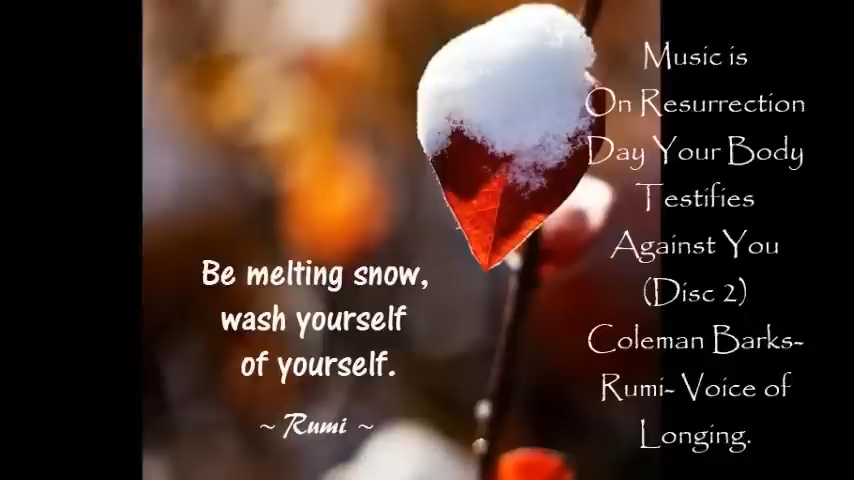 Be melting snow,
wash yourself
of yourself.
~ Rumi ~
Music is
On Resurrection
Day Your Body
Testifies
Against You
(Disc 2)
Coleman Barks-
Rumi- Voice of
Longing.